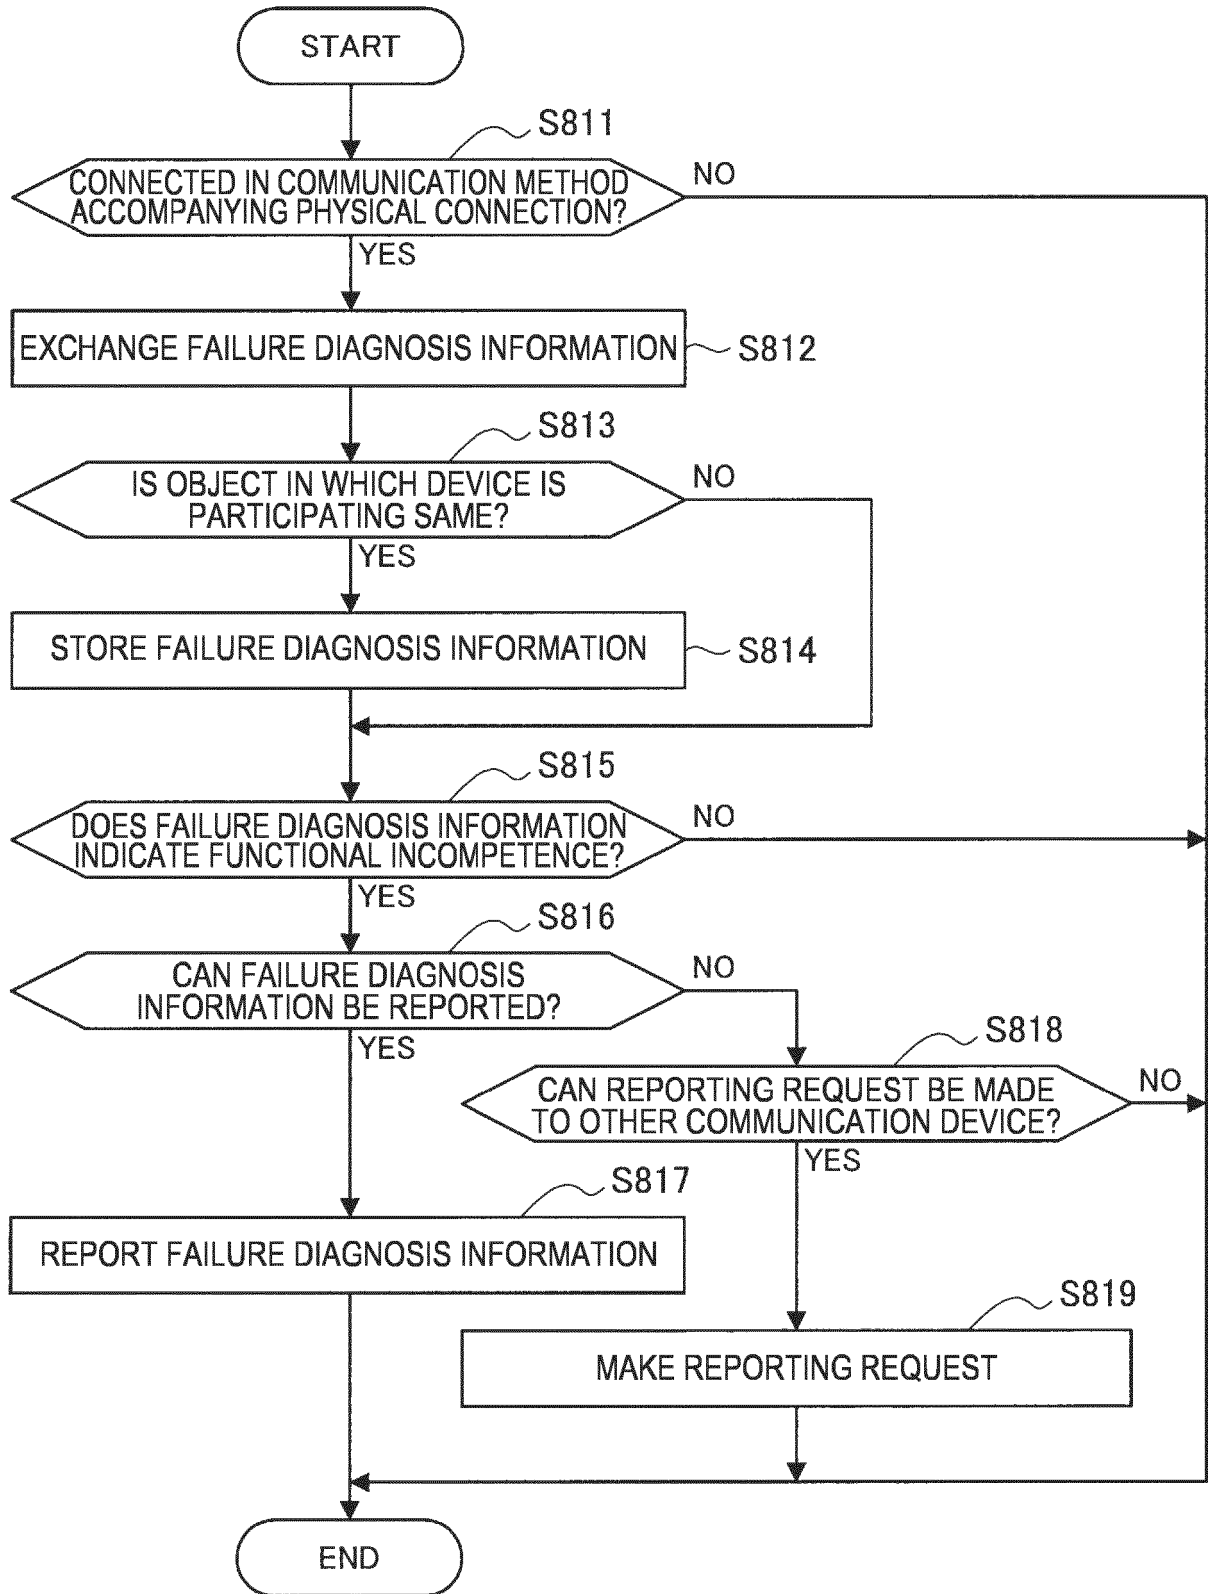 START
S811
CONNECTED IN COMMUNICATION METHOD
ACCOMPANYING PHYSICAL CONNECTION?
NO
YES
EXCHANGE FAILURE DIAGNOSIS INFORMATION
S812
S813
IS OBJECT IN WHICH DEVICE IS
PARTICIPATING SAME?
NO
YES
STORE FAILURE DIAGNOSIS INFORMATION
S814
S815
DOES FAILURE DIAGNOSIS INFORMATION
INDICATE FUNCTIONAL INCOMPETENCE?
NO
YES
S816
CAN FAILURE DIAGNOSIS
INFORMATION BE REPORTED?
NO
YES
S818
CAN REPORTING REQUEST BE MADE
TO OTHER COMMUNICATION DEVICE?
NO
YES
S817
REPORT FAILURE DIAGNOSIS INFORMATION
S819
MAKE REPORTING REQUEST
END